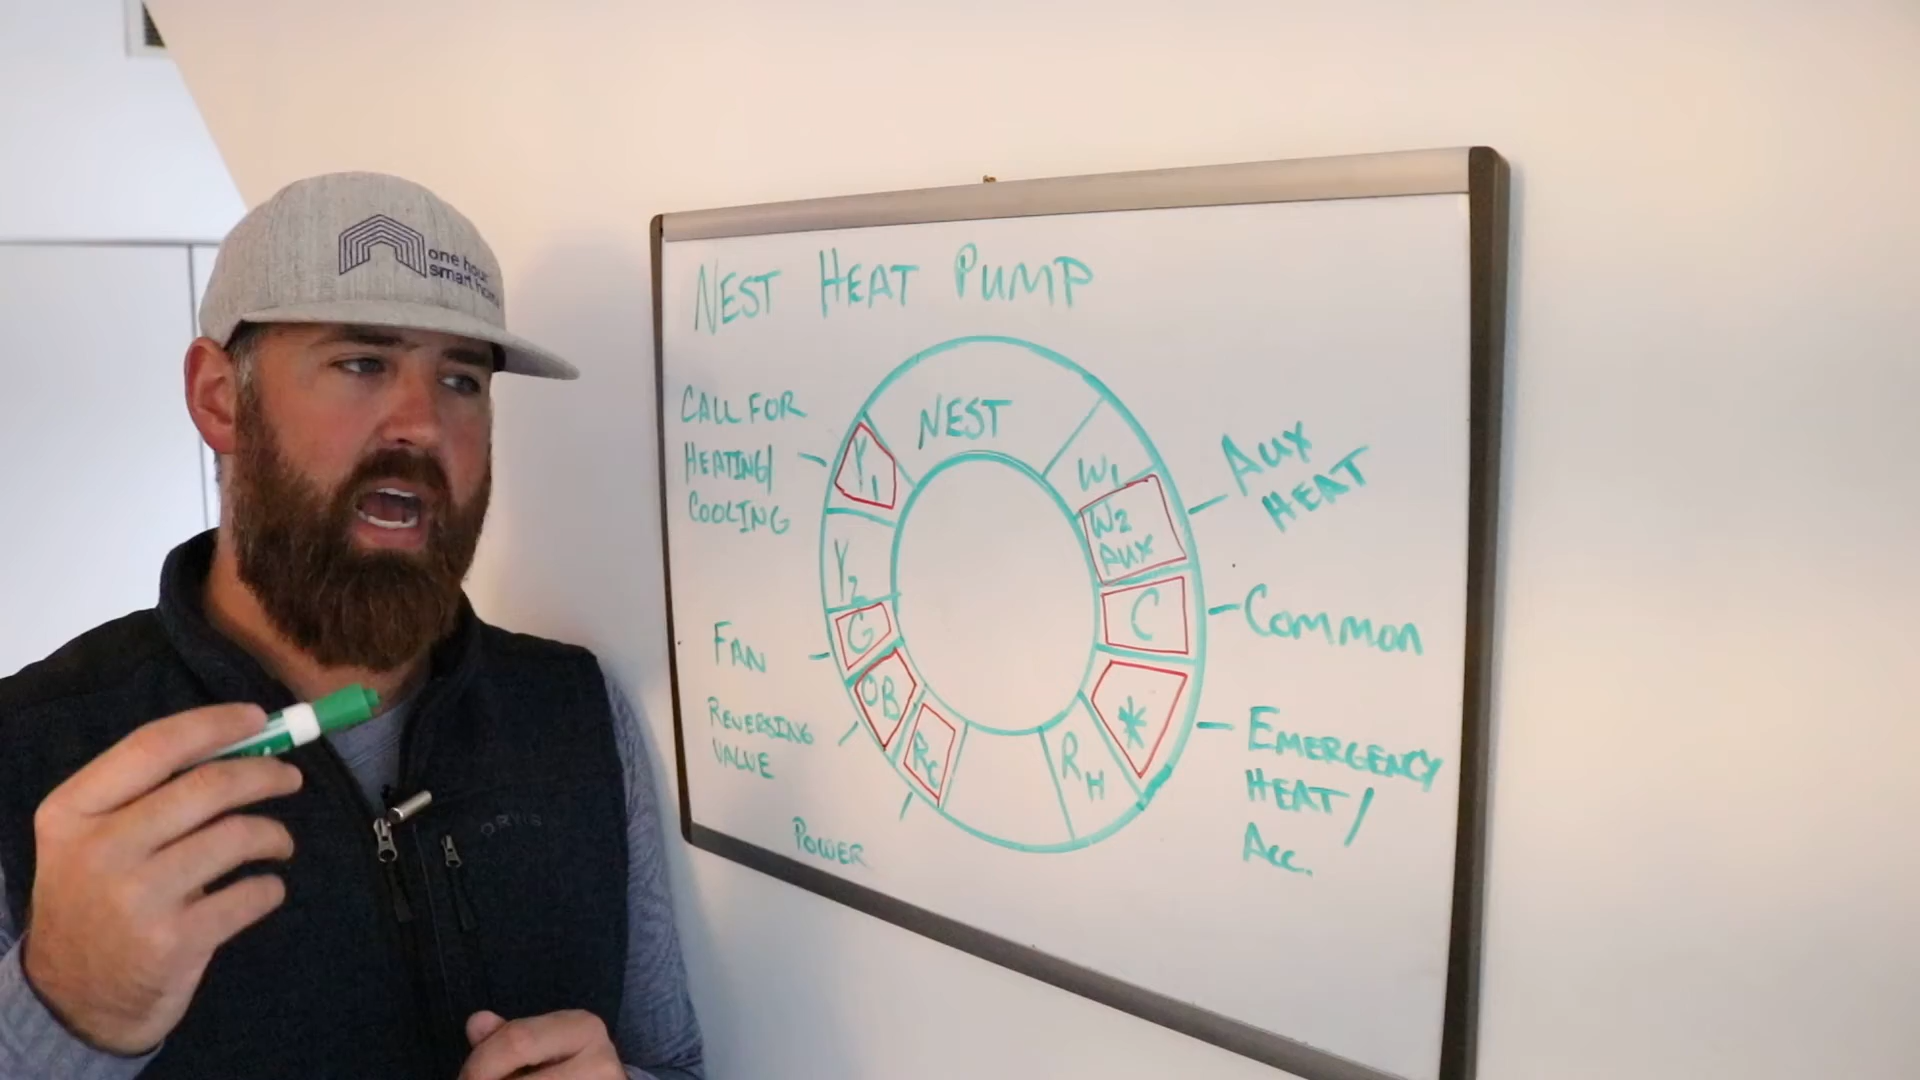 one hour
smart home
ORVIS
NEST HEAT PUMP
CALL FOR
HEATING/
COOLING
FAN
REVERSING
VALUE
POWER
NEST
Y1
Y2
G
OB
RC
RH
W1
W2
AUX
C
*
AUX
HEAT
COMMON
EMERGENCY
HEAT/
ACC.